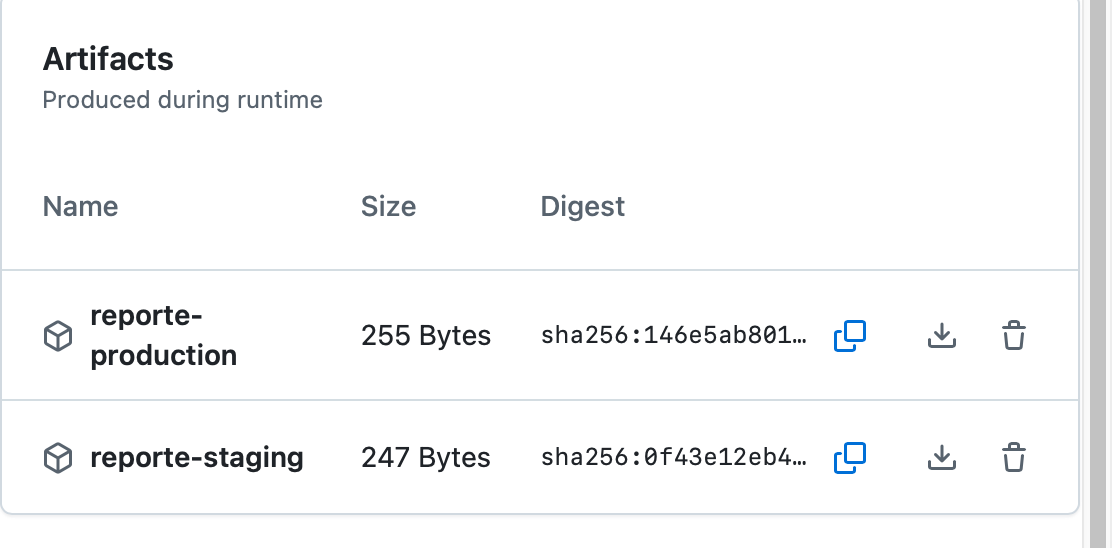 Artifacts
Produced during runtime
Name Size Digest
reporte-
production 255 Bytes sha256:146e5ab801…
reporte-staging 247 Bytes sha256:0f43e12eb4…